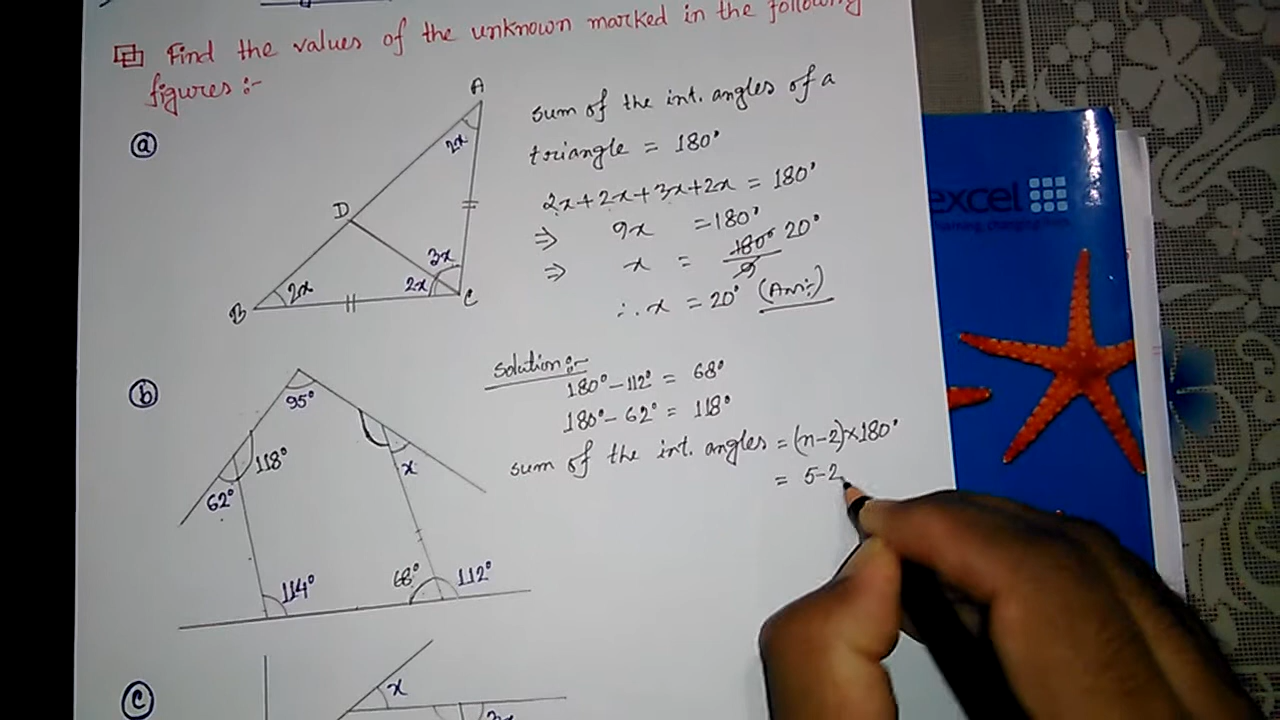 Find the values of the unknown marked in the following
figures :-
a
A
2x
D
3x
2x
2x
B
C
sum of the int. angles of a
triangle = 180°
2x+2x+3x+2x = 180°
⇒ 9x = 180°
⇒ x = 180°/9 20°
∴ x = 20° (Ans:)
b
95°
118°
62°
x
114°
68°
112°
Solution:-
180° - 112° = 68°
180° - 62° = 118°
sum of the int. angles = (n-2)×180°
= 5-2
c
x
excel